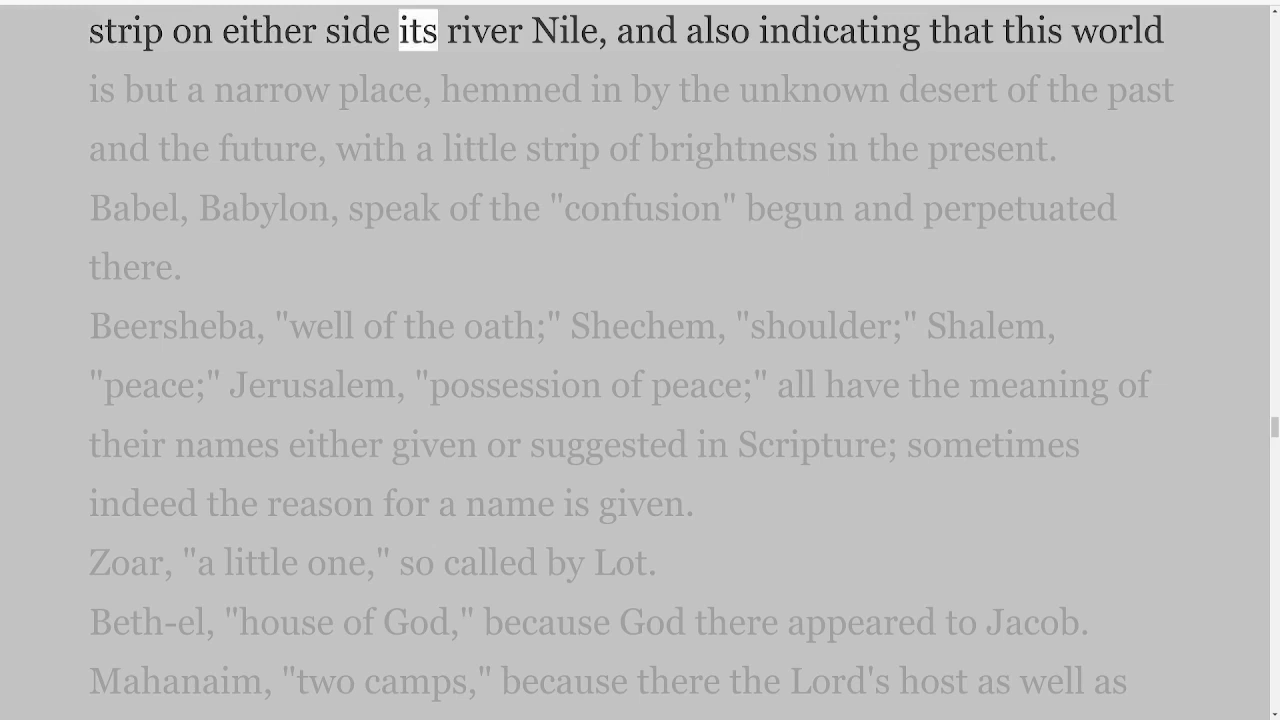 strip on either side its river Nile, and also indicating that this world
is but a narrow place, hemmed in by the unknown desert of the past
and the future, with a little strip of brightness in the present.
Babel, Babylon, speak of the "confusion" begun and perpetuated
there.
Beersheba, "well of the oath;" Shechem, "shoulder;" Shalem,
"peace;" Jerusalem, "possession of peace;" all have the meaning of
their names either given or suggested in Scripture; sometimes
indeed the reason for a name is given.
Zoar, "a little one," so called by Lot.
Beth-el, "house of God," because God there appeared to Jacob.
Mahanaim, "two camps," because there the Lord's host as well as